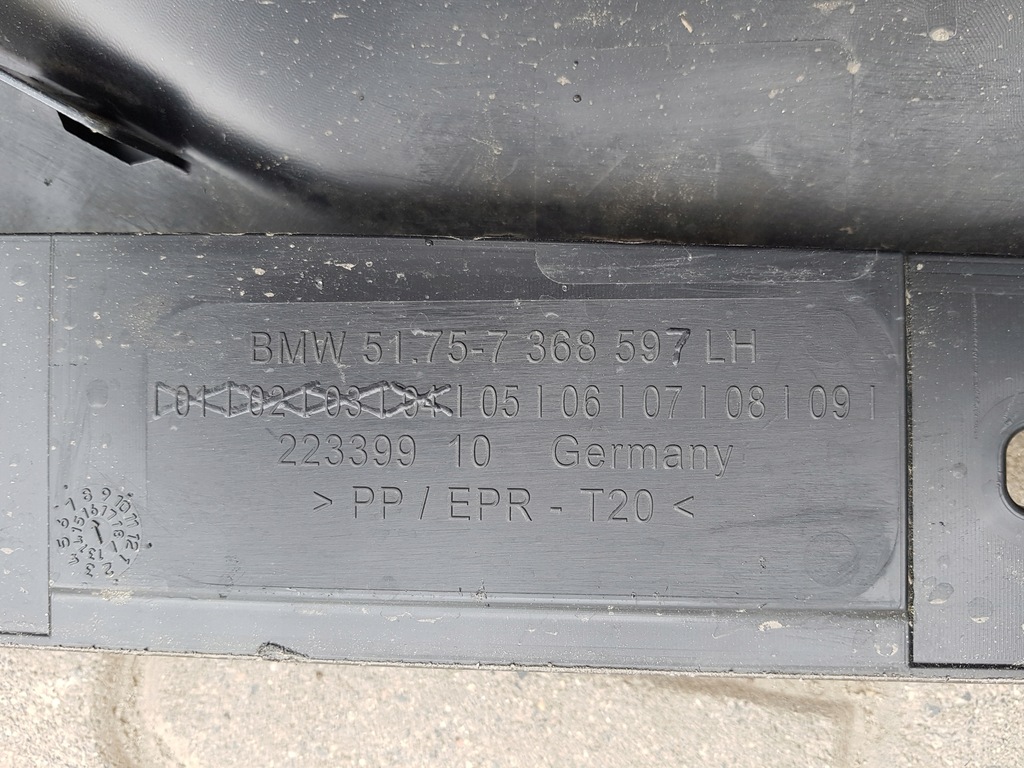 BMW 51.75-7 368 597 LH
| 01 | 02 | 03 | 04 | 05 | 06 | 07 | 08 | 09 |
223399 10 Germany
> PP / EPR - T20 <